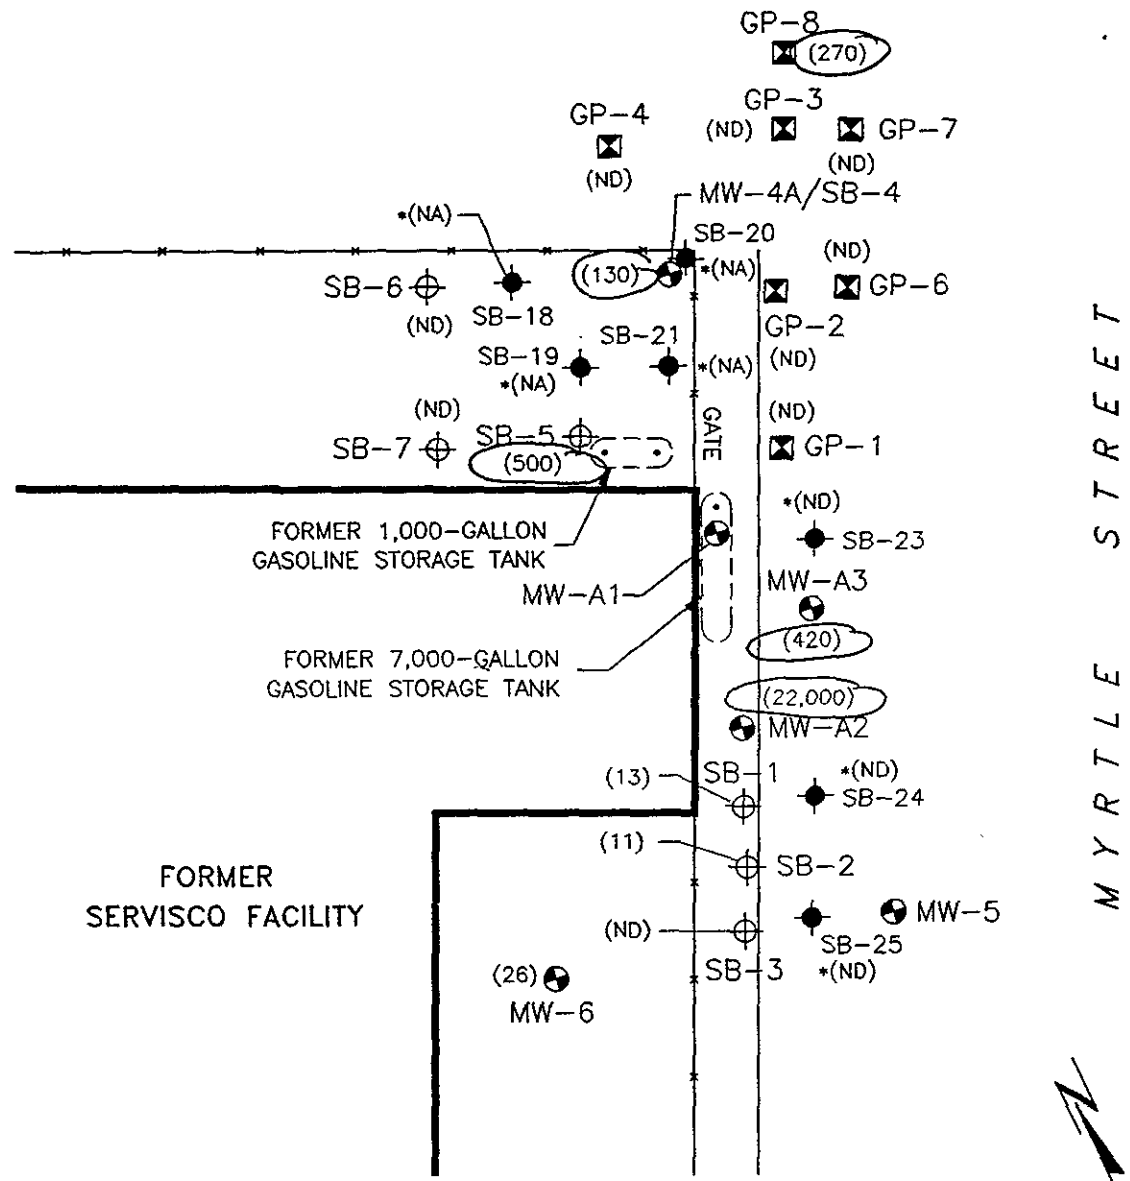 GP-8
(270)
GP-3
(ND)
GP-7
(ND)
GP-4
(ND)
MW-4A/SB-4
*(NA)
SB-20
*(NA)
(130)
(ND)
SB-6
(ND)
SB-18
GP-6
GP-2
(ND)
SB-21
SB-19
*(NA)
*(NA)
(ND)
SB-7
SB-5
(500)
GATE
(ND)
GP-1
*(ND)
SB-23
FORMER 1,000-GALLON
GASOLINE STORAGE TANK
MW-A1
MW-A3
(420)
FORMER 7,000-GALLON
GASOLINE STORAGE TANK
(22,000)
MW-A2
SB-1
(13)
*(ND)
SB-24
(11)
SB-2
FORMER
SERVISCO FACILITY
MW-5
(ND)
SB-3
SB-25
*(ND)
(26)
MW-6
MYRTLE STREET
N